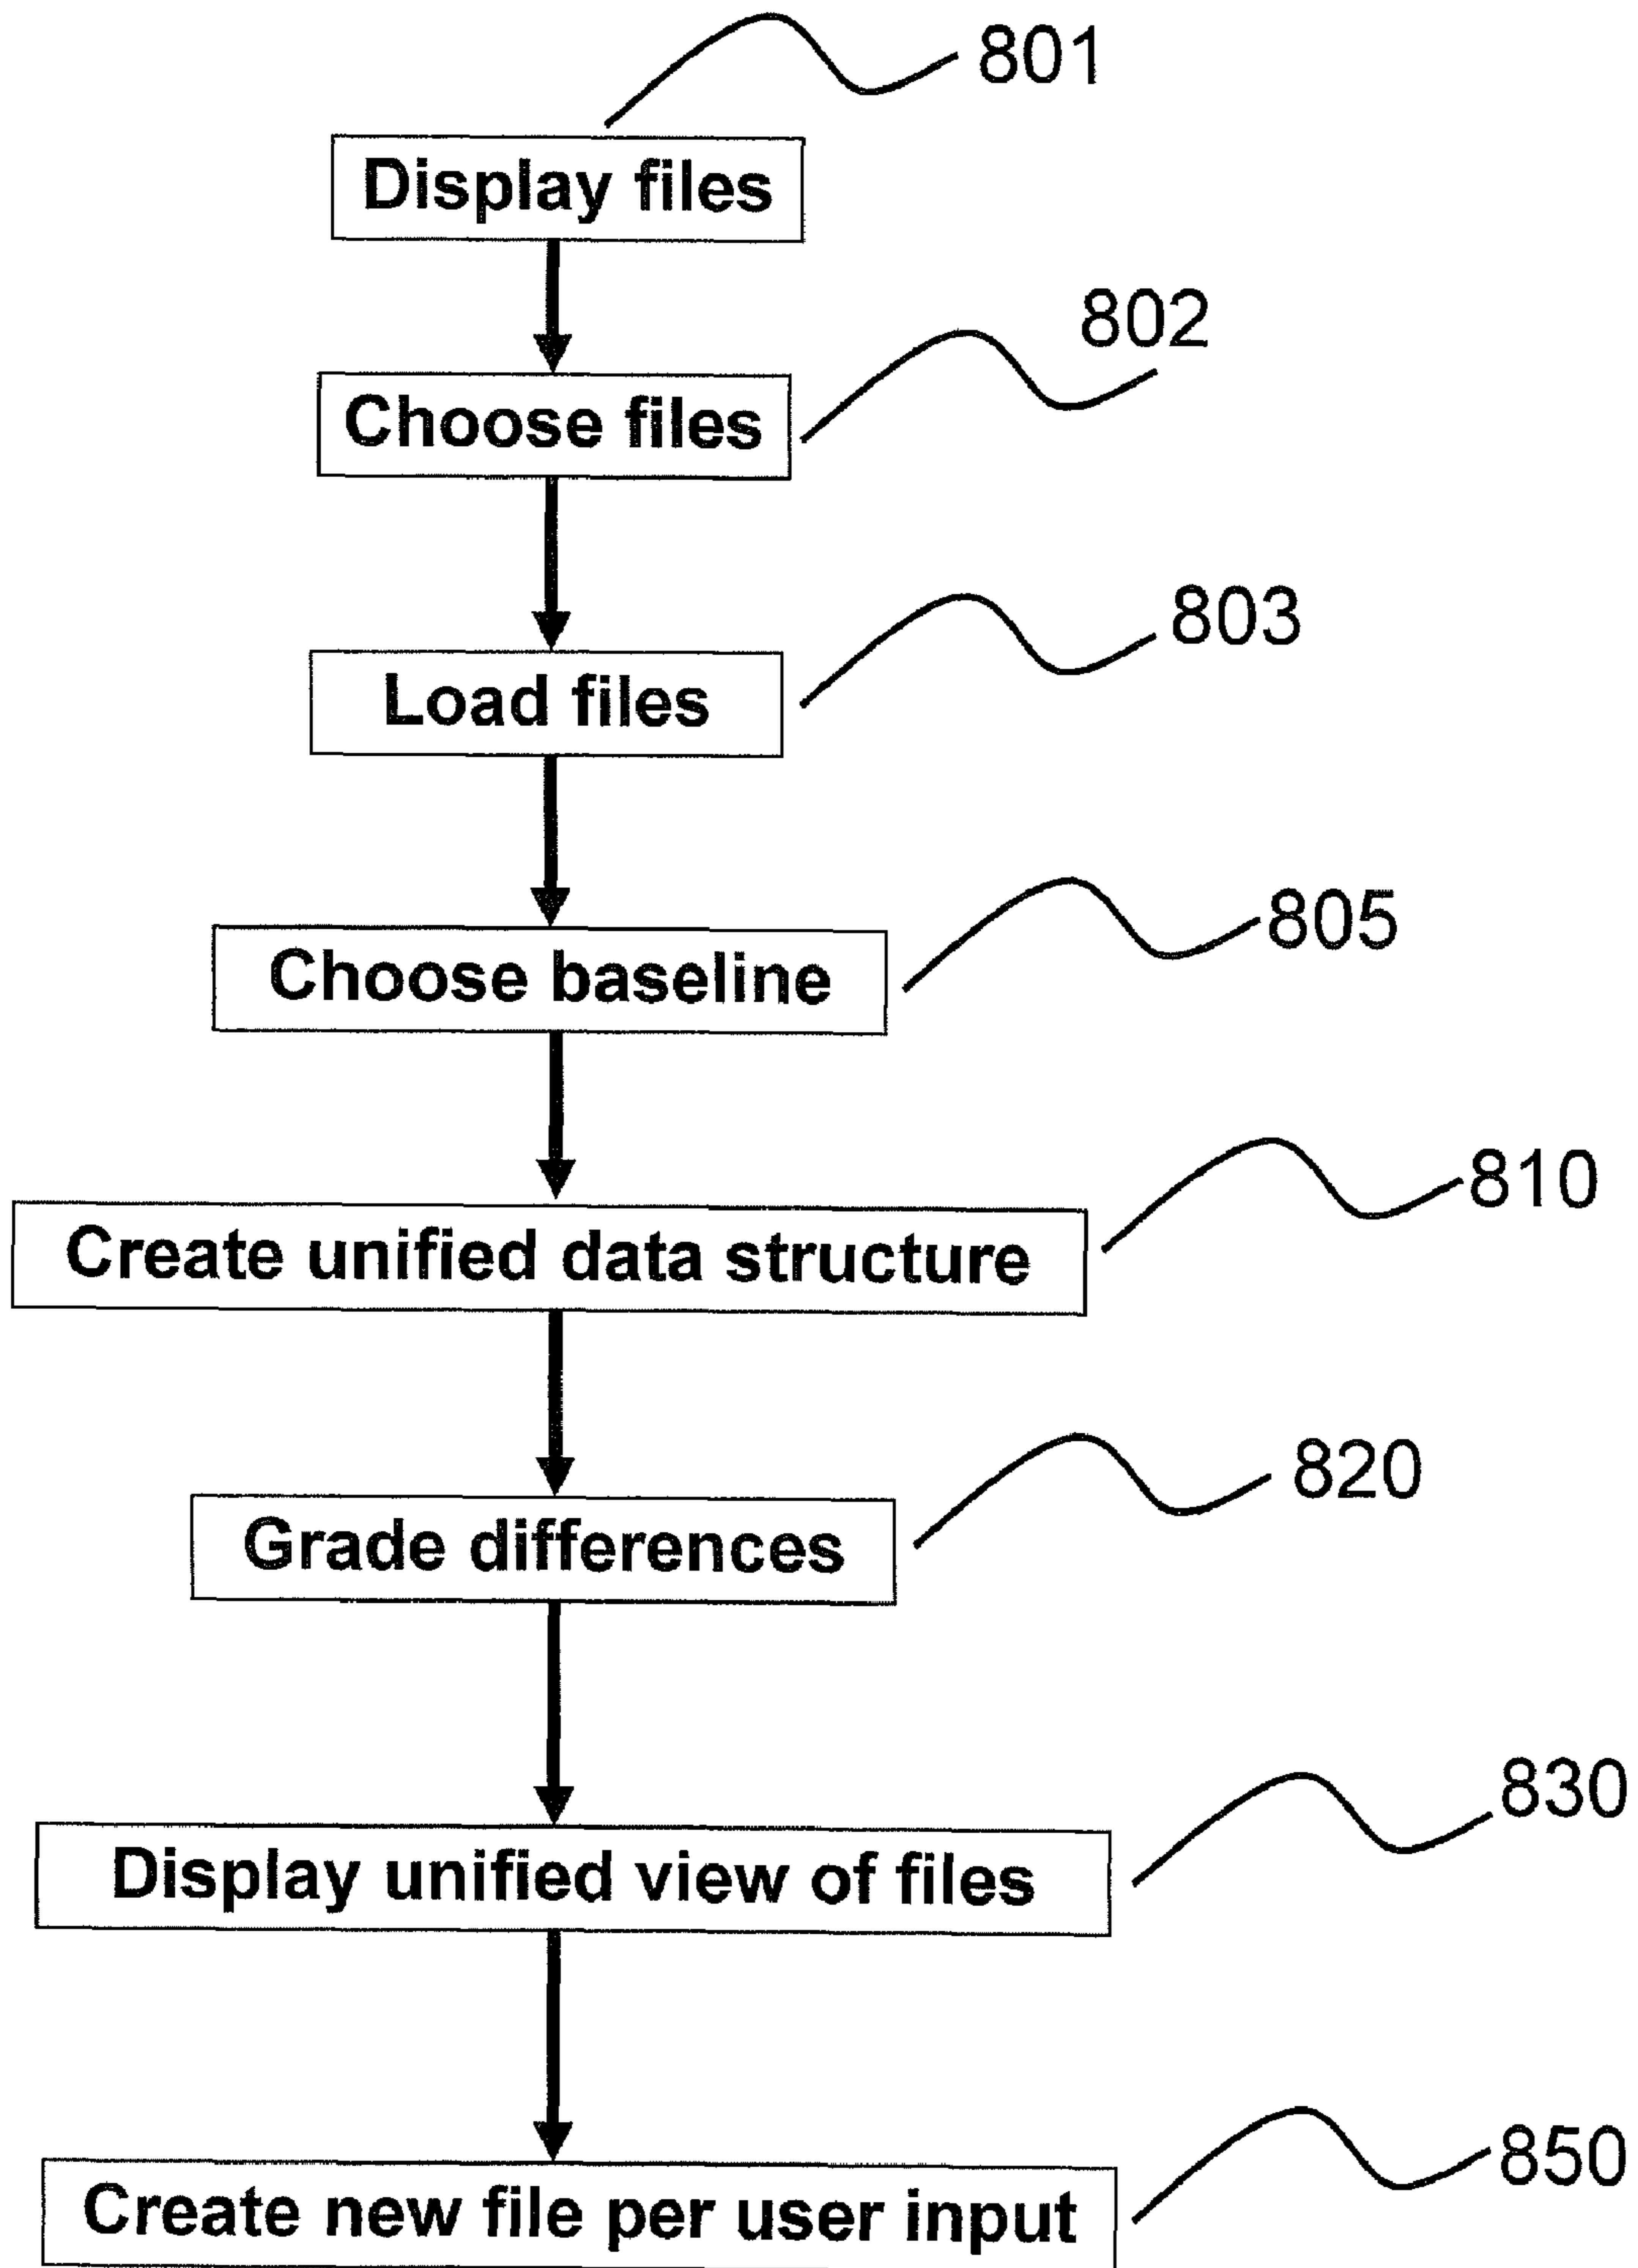 801
Display files
802
Choose files
803
Load files
805
Choose baseline
810
Create unified data structure
820
Grade differences
830
Display unified view of files
850
Create new file per user input